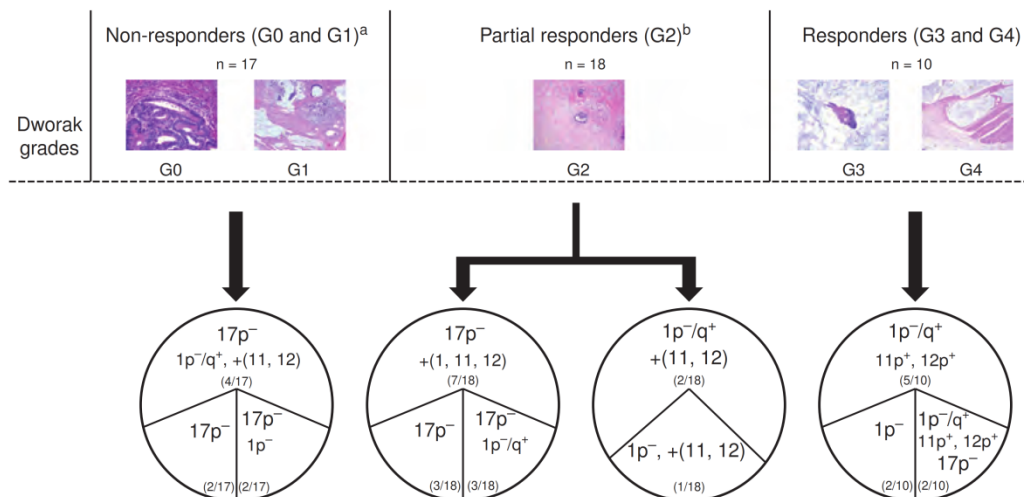 Non-responders (G0 and G1)ᵃ
n = 17
Partial responders (G2)ᵇ
n = 18
Responders (G3 and G4)
n = 10
Dworak
grades
G0
G1
G2
G3
G4
17p⁻
1p⁻/q⁺, +(11, 12)
(4/17)
17p⁻
(2/17)
17p⁻
1p⁻
(2/17)
17p⁻
+(1, 11, 12)
(7/18)
17p⁻
(3/18)
17p⁻
1p⁻/q⁺
(3/18)
1p⁻/q⁺
+(11, 12)
(2/18)
1p⁻, +(11, 12)
(1/18)
1p⁻/q⁺
11p⁺, 12p⁺
(5/10)
1p⁻
(2/10)
1p⁻/q⁺
11p⁺, 12p⁺
17p⁻
(2/10)